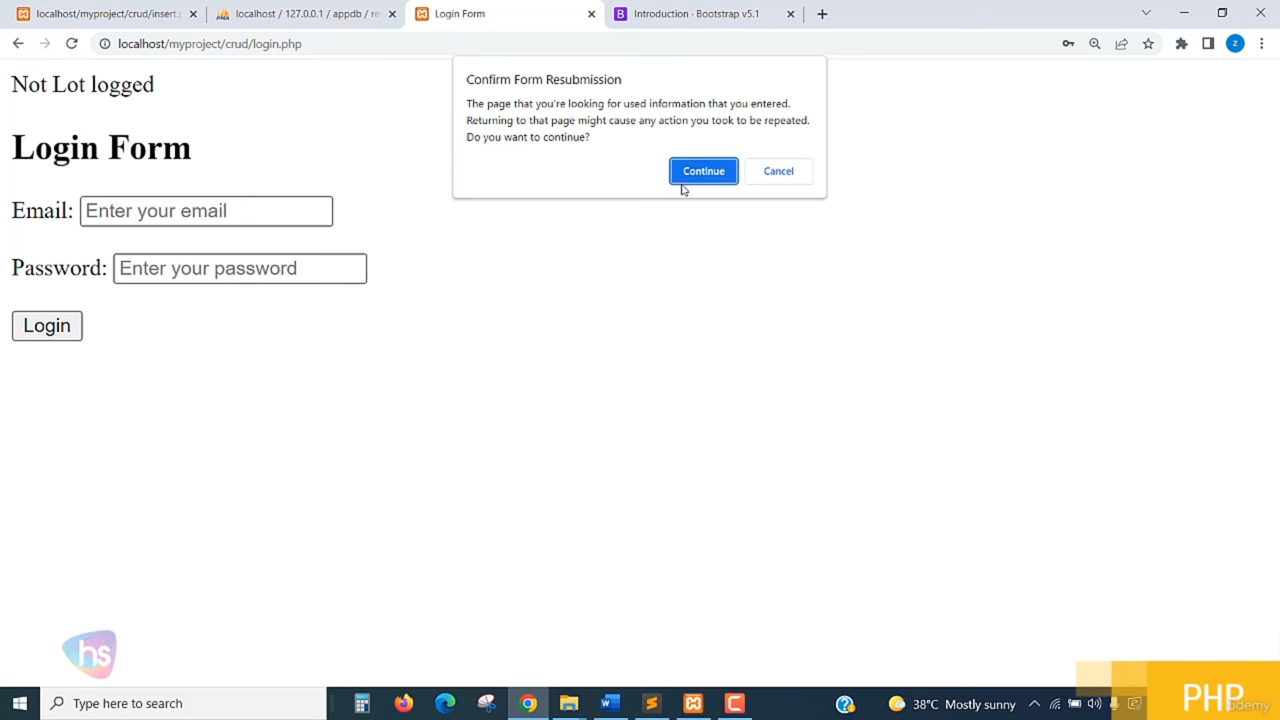 localhost/myproject/crud/insert.p
localhost / 127.0.0.1 / appdb / re
Login Form
Introduction · Bootstrap v5.1
localhost/myproject/crud/login.php
z
Not Lot logged
Confirm Form Resubmission
The page that you're looking for used information that you entered.
Returning to that page might cause any action you took to be repeated.
Do you want to continue?
Continue
Cancel
Login Form
Email: Enter your email
Password: Enter your password
Login
hs
Type here to search
38°C Mostly sunny
PHP